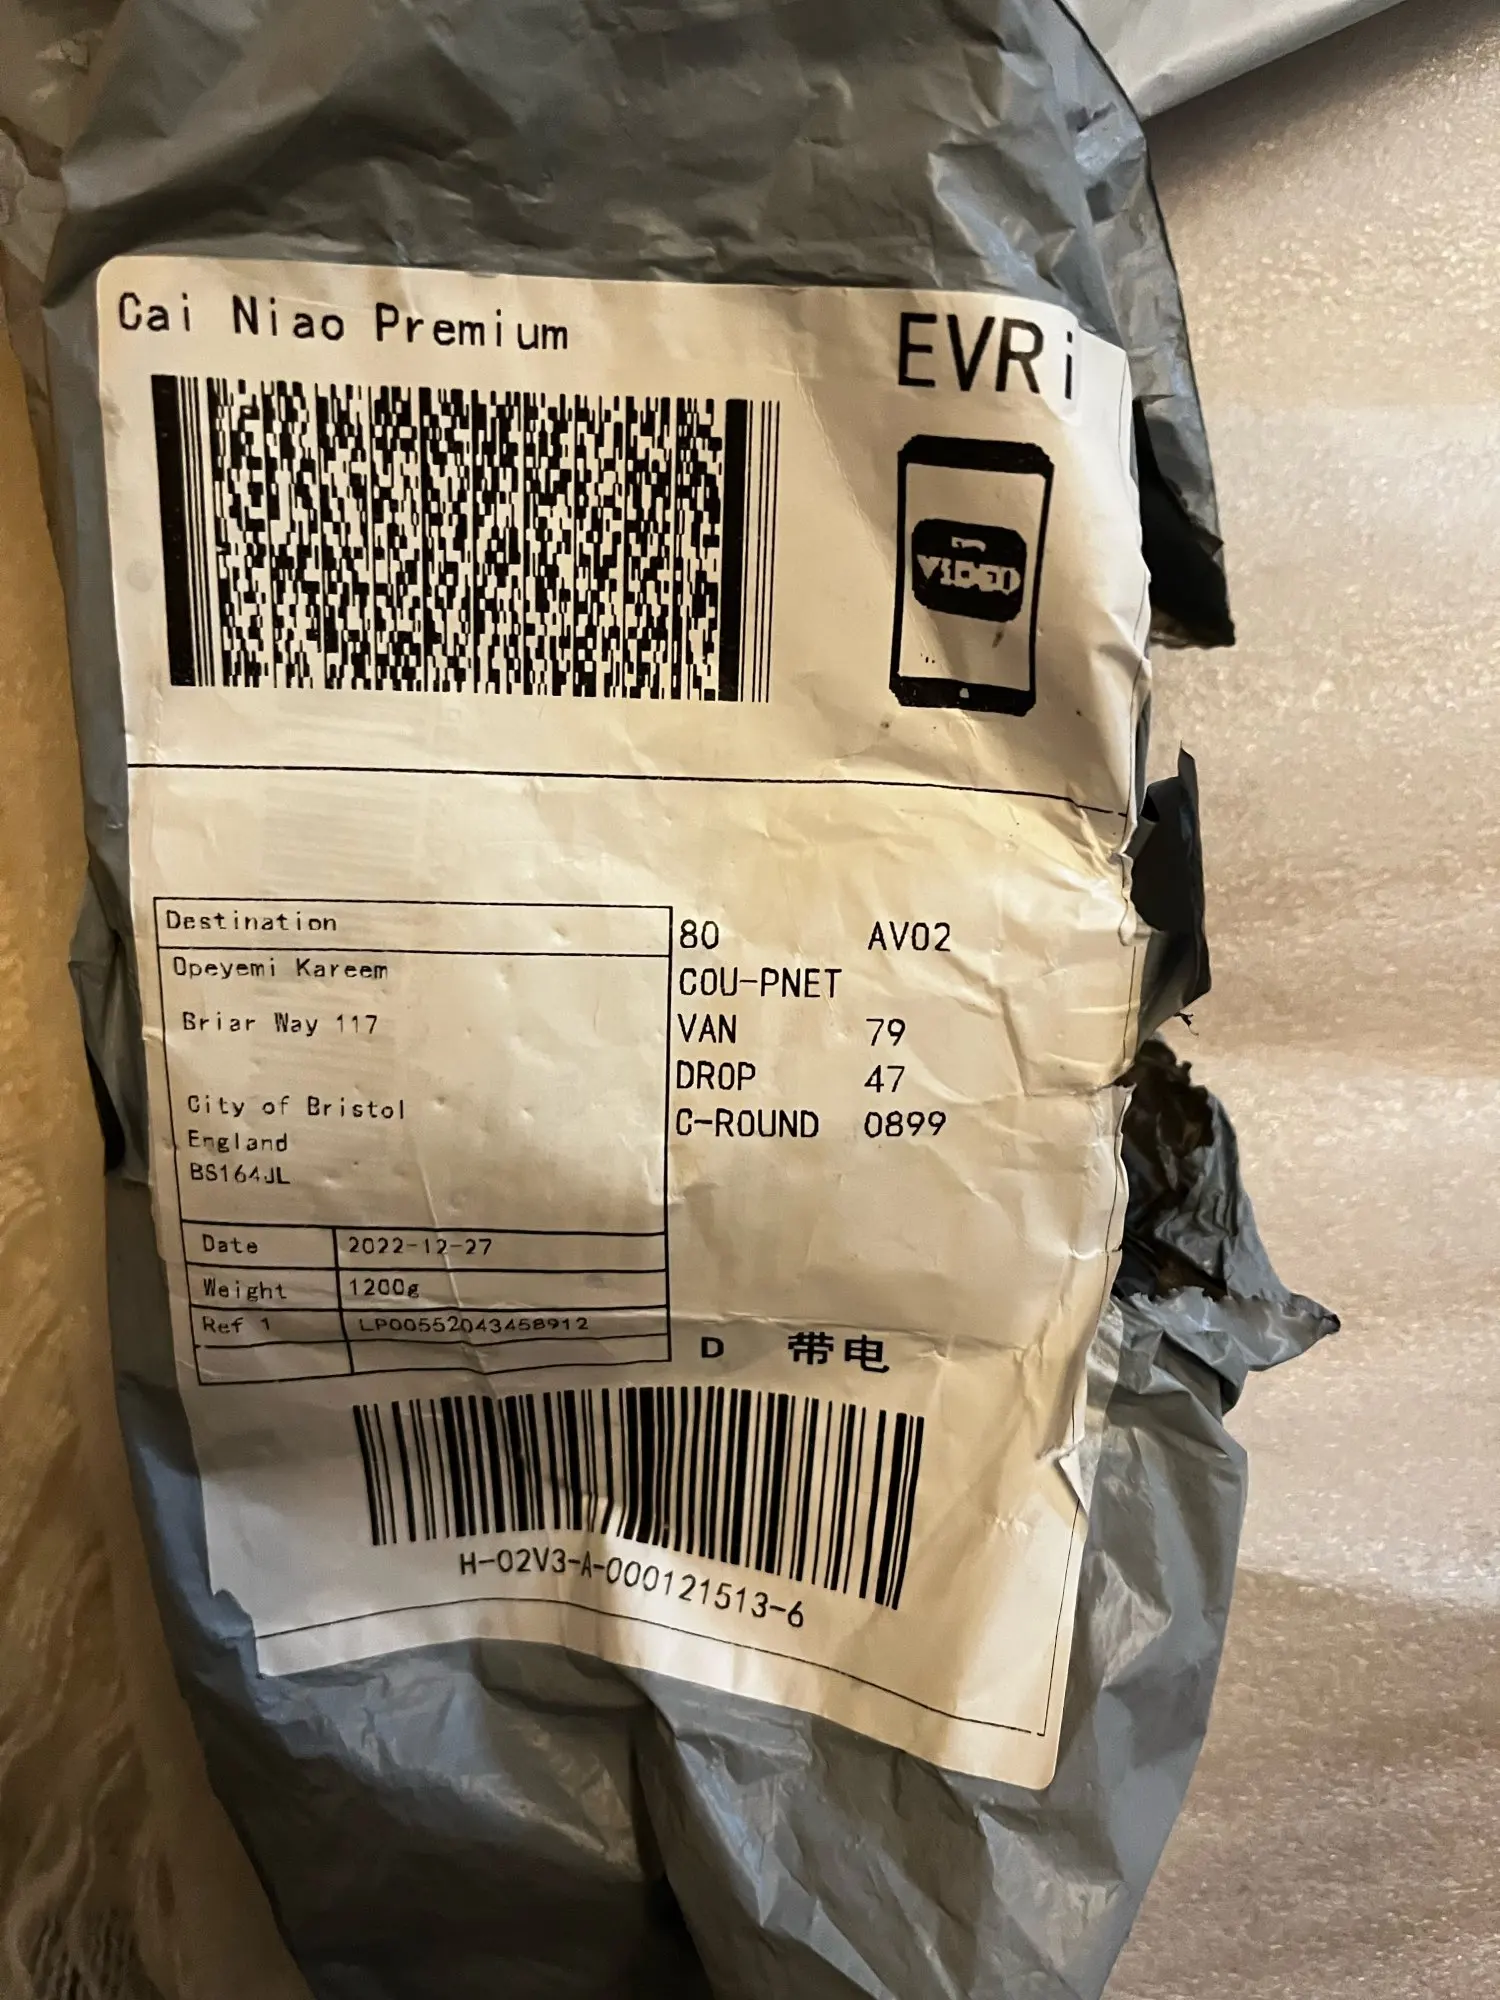 Cai Niao Premium
EVRi
VIDEO
Destination
Opeyemi Kareem
Briar Way 117
City of Bristol
England
BS164JL
Date 2022-12-27
Weight 1200g
Ref 1 LP00552043458912
80 AV02
COU-PNET
VAN 79
DROP 47
C-ROUND 0899
D 带电
H-02V3-A-000121513-6